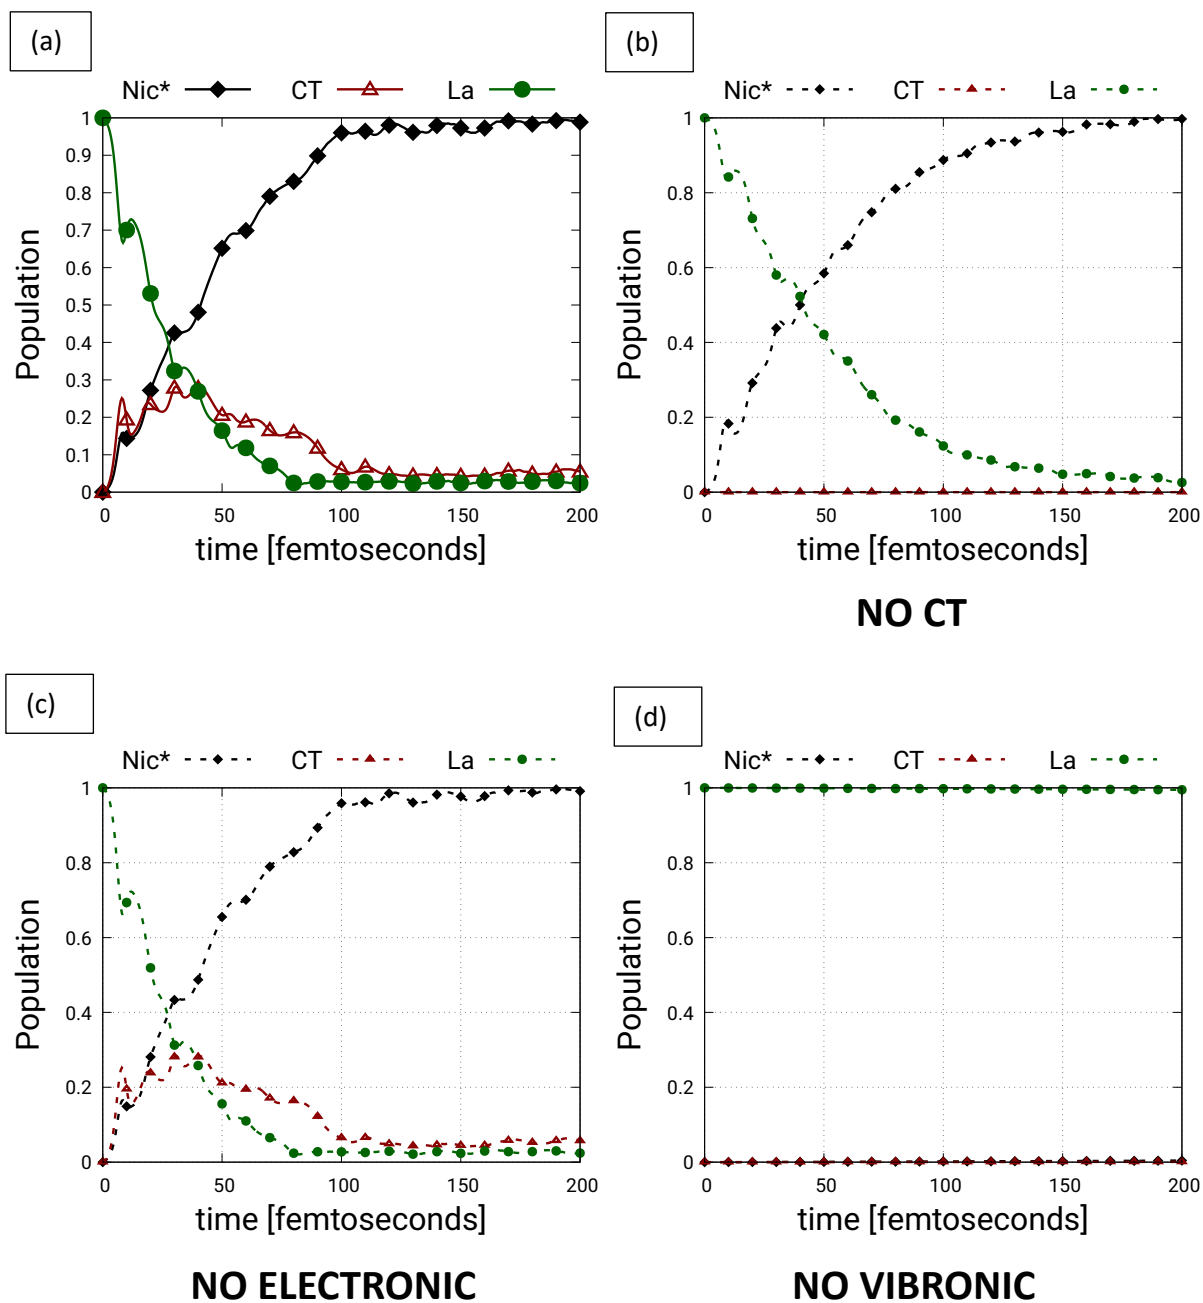 (a)
Nic* CT La
1
0.9
0.8
0.7
0.6
0.5
0.4
0.3
0.2
0.1
0
Population
0 50 100 150 200
time [femtoseconds]
(b)
Nic* CT La
1
0.8
0.6
0.4
0.2
0
Population
0 50 100 150 200
time [femtoseconds]
NO CT
(c)
Nic* CT La
1
0.8
0.6
0.4
0.2
0
Population
0 50 100 150 200
time [femtoseconds]
NO ELECTRONIC
(d)
Nic* CT La
1
0.8
0.6
0.4
0.2
0
Population
0 50 100 150 200
time [femtoseconds]
NO VIBRONIC